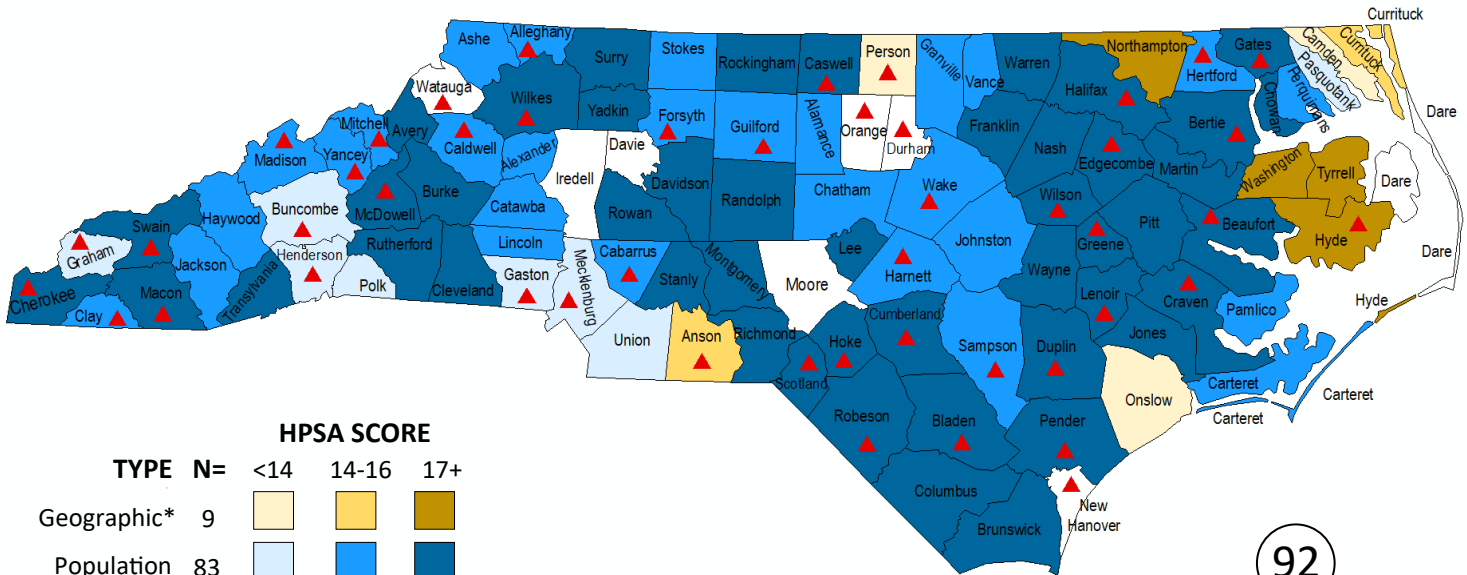 Currituck
Ashe
Alleghany
Surry
Stokes
Rockingham
Caswell
Person
Granville
Vance
Warren
Northampton
Hertford
Gates
Camden
Currituck
Pasquotank
Perquimans
Chowan
Dare
Watauga
Wilkes
Yadkin
Forsyth
Guilford
Alamance
Orange
Durham
Franklin
Halifax
Bertie
Mitchell
Avery
Caldwell
Alexander
Davie
Iredell
Nash
Edgecombe
Martin
Washington
Tyrrell
Dare
Madison
Yancey
McDowell
Burke
Catawba
Rowan
Davidson
Randolph
Chatham
Wake
Wilson
Pitt
Beaufort
Hyde
Dare
Swain
Haywood
Buncombe
Rutherford
Lincoln
Cabarrus
Stanly
Montgomery
Moore
Lee
Harnett
Johnston
Wayne
Greene
Graham
Jackson
Henderson
Polk
Cleveland
Gaston
Mecklenburg
Cherokee
Clay
Macon
Transylvania
Union
Anson
Richmond
Scotland
Hoke
Cumberland
Sampson
Duplin
Lenoir
Jones
Craven
Pamlico
Hyde
Carteret
Carteret
Carteret
Onslow
Robeson
Bladen
Pender
Columbus
Brunswick
New
Hanover
HPSA SCORE
TYPE N= <14 14-16 17+
Geographic* 9
Population 83
92